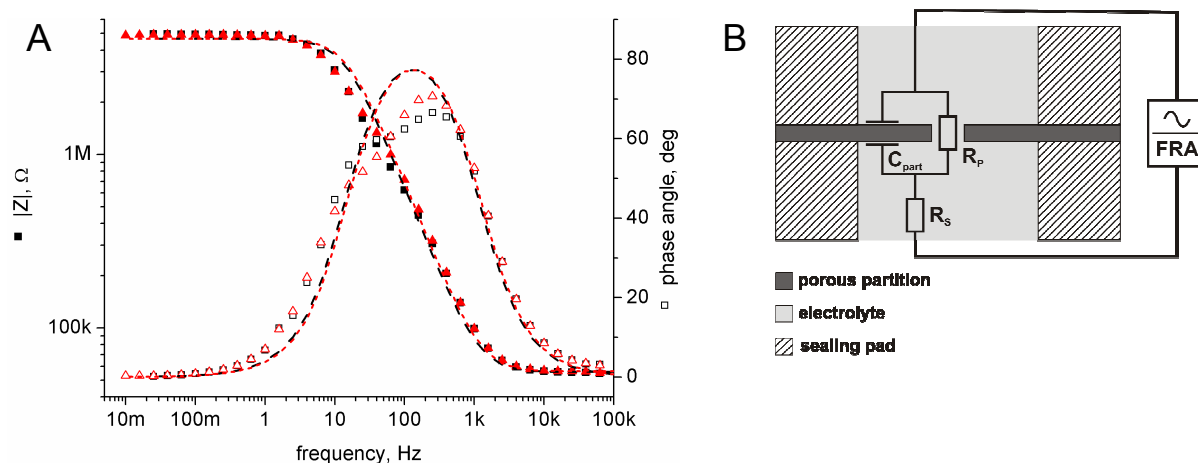 A
1M
100k
■ |Z|, Ω
80
60
40
20
0
□ phase angle, deg
10m 100m 1 10 100 1k 10k 100k
frequency, Hz
B
C part
R P
R S
FRA
porous partition
electrolyte
sealing pad